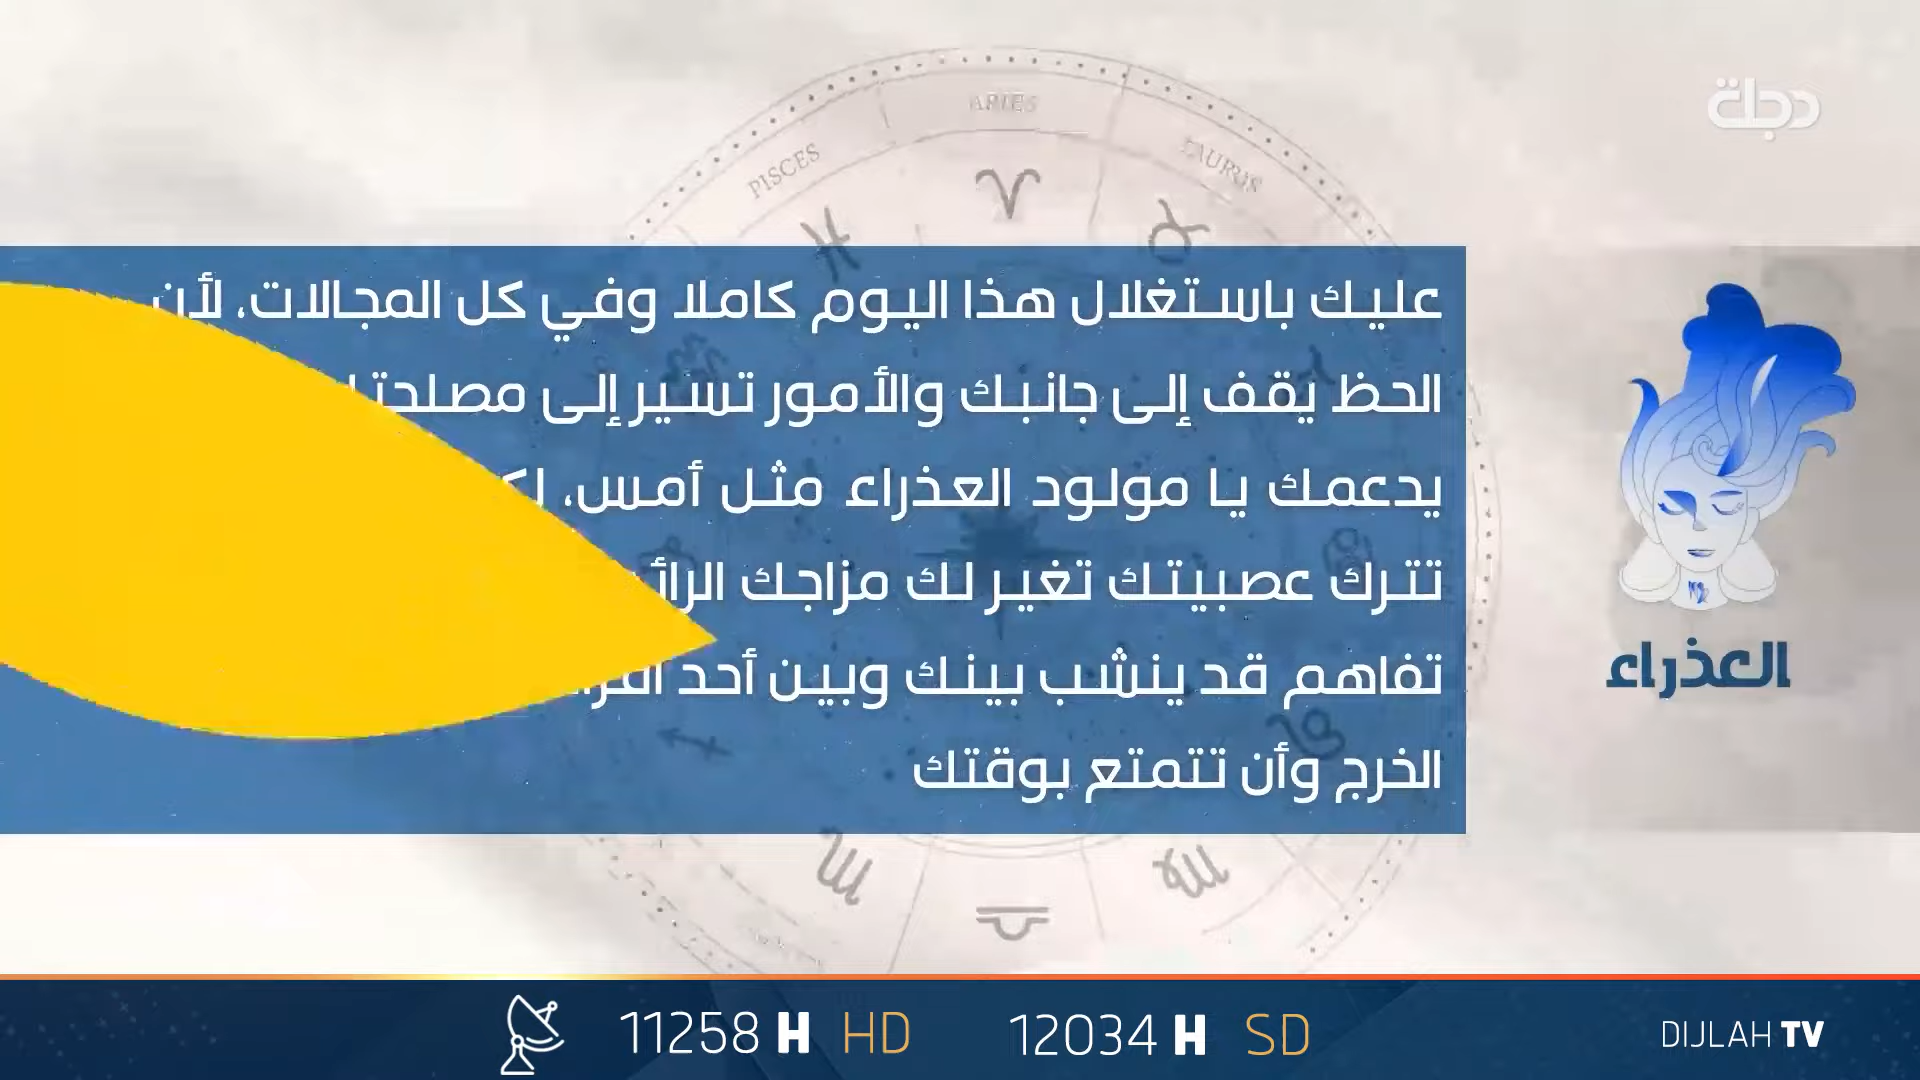 دجلة
ARIES
PISCES
TAURUS
عليك باستغلال هذا اليوم كاملا وفي كل المجالات، لأن
الحظ يقف إلى جانبك والأمور تسير إلى
يدعمك يا مولود العذراء مثل أمس،
تترك عصبيتك تغير لك مزاجك
تفاهم قد ينشب بينك وبين أحد
الخرج وأن تتمتع بوقتك
العذراء
11258 H HD 12034 H SD
DIJLAH TV